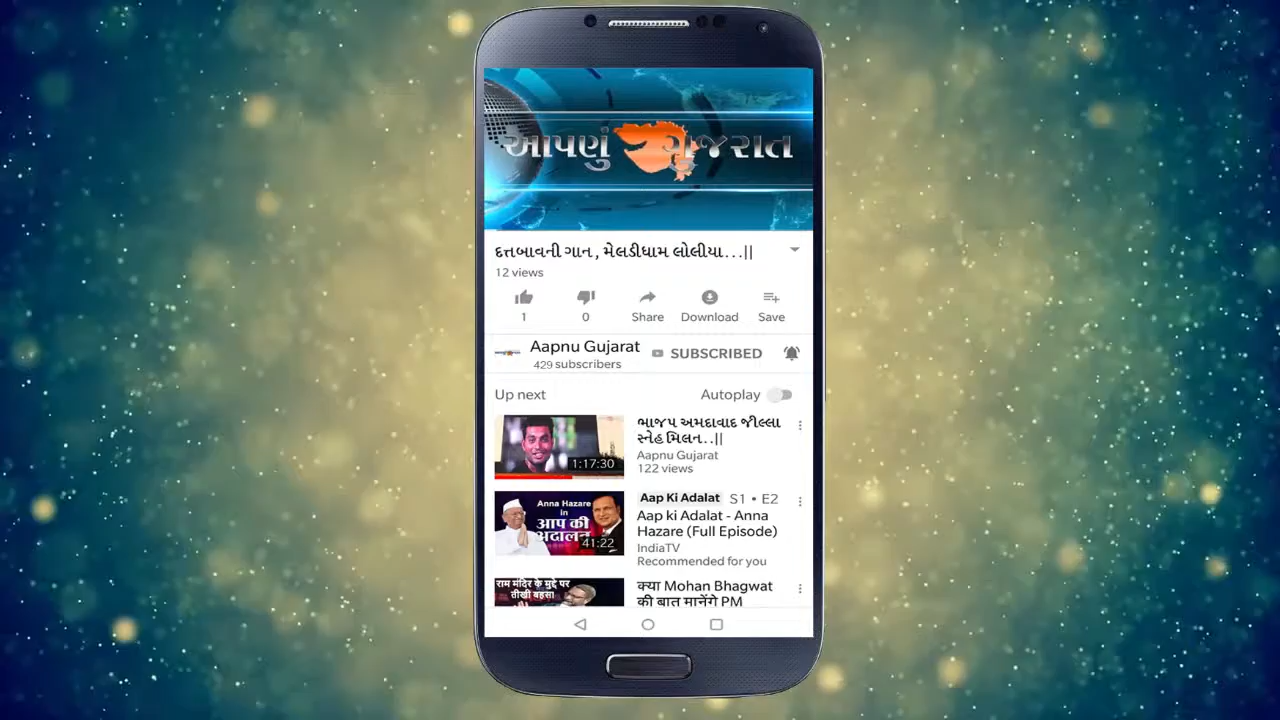 આપણું ગુજરાત
દત્તબાવની ગાન , મેલડીધામ લોલીયા...||
12 views
1
0
Share
Download
Save
Aapnu Gujarat
SUBSCRIBED
429 subscribers
Up next
Autoplay
1:17:30
ભાજપ અમદાવાદ જીલ્લા
સ્નેહ મિલન..||
Aapnu Gujarat
122 views
Anna Hazare
in
आप की
अदालत
41:22
Aap Ki Adalat S1 • E2
Aap ki Adalat - Anna
Hazare (Full Episode)
IndiaTV
Recommended for you
राम मंदिर के मुद्दे पर
तीखी बहसा
क्या Mohan Bhagwat
की बात मानेंगे PM